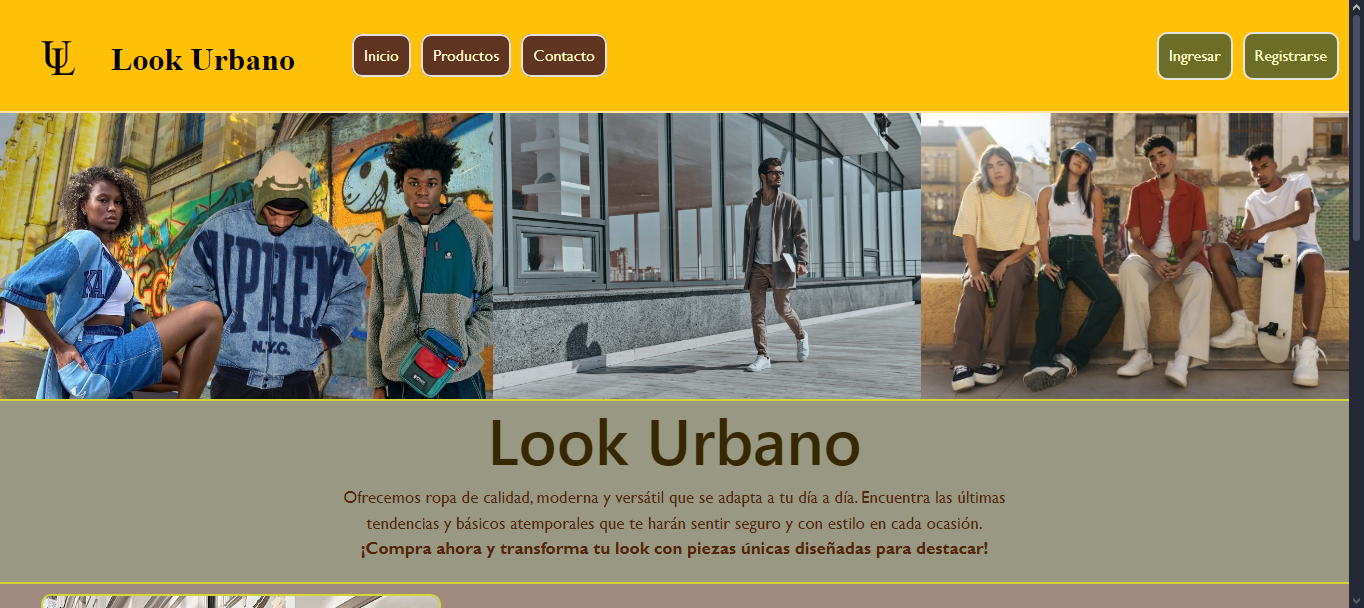 UL
Look Urbano
Inicio
Productos
Contacto
Ingresar
Registrarse
SUPREME
N.Y.C.
Look Urbano
Ofrecemos ropa de calidad, moderna y versátil que se adapta a tu día a día. Encuentra las últimas
tendencias y básicos atemporales que te harán sentir seguro y con estilo en cada ocasión.
¡Compra ahora y transforma tu look con piezas únicas diseñadas para destacar!